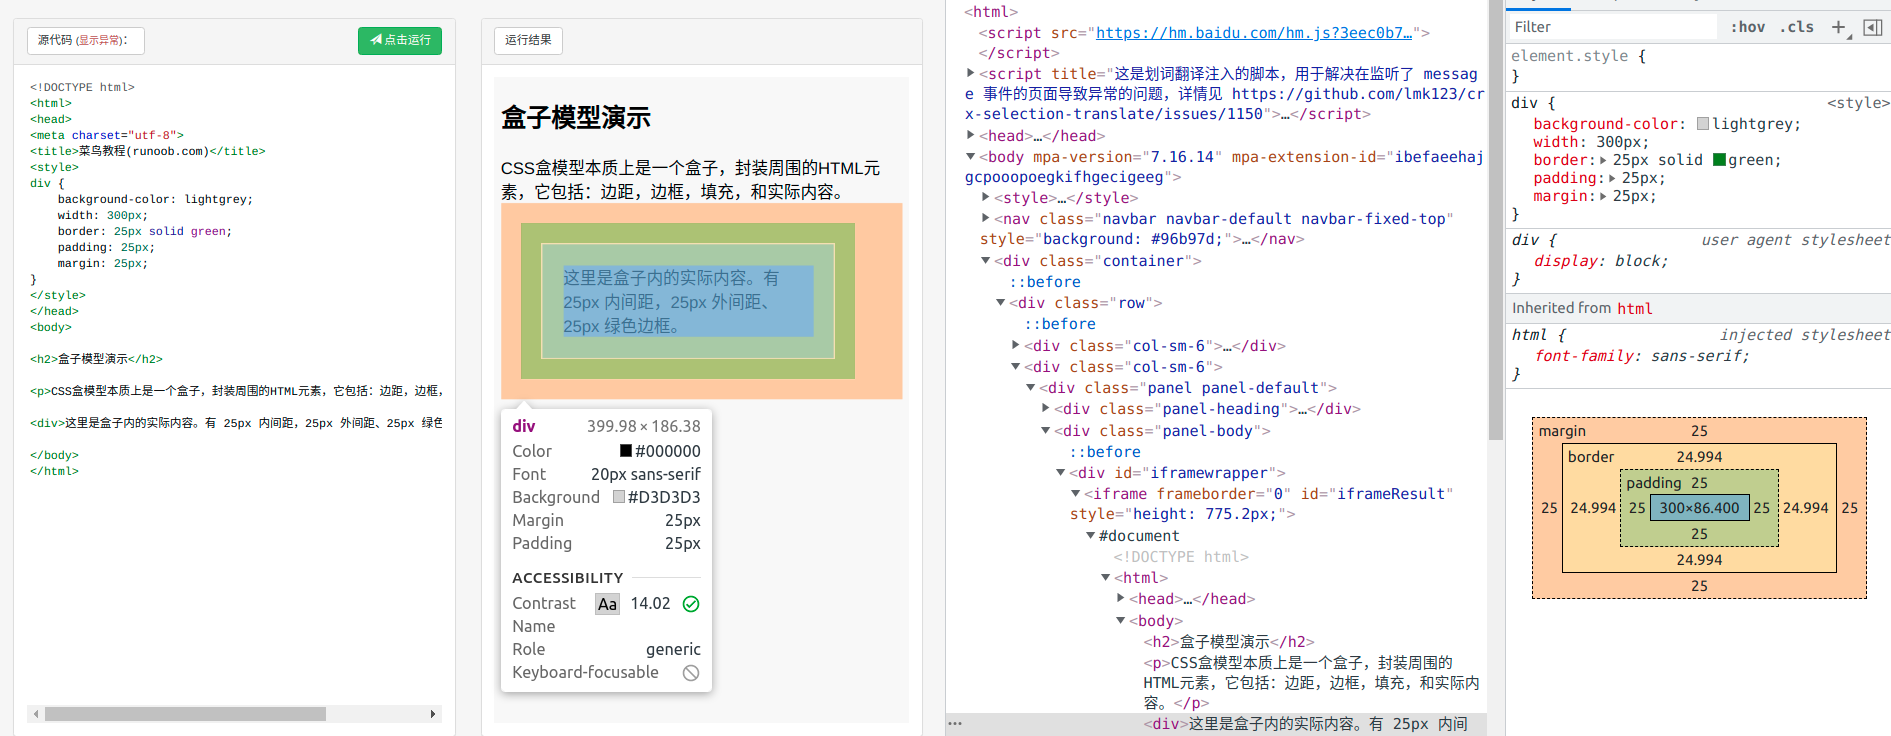 源代码 (显示异常):
点击运行
<!DOCTYPE html>
<html>
<head>
<meta charset="utf-8">
<title>菜鸟教程(runoob.com)</title>
<style>
div {
background-color: lightgrey;
width: 300px;
border: 25px solid green;
padding: 25px;
margin: 25px;
}
</style>
</head>
<body>
<h2>盒子模型演示</h2>
<p>CSS盒模型本质上是一个盒子，封装周围的HTML元素，它包括：边距，边框，
<div>这里是盒子内的实际内容。有 25px 内间距，25px 外间距、25px 绿色
</body>
</html>
运行结果
盒子模型演示
CSS盒模型本质上是一个盒子，封装周围的HTML元
素，它包括：边距，边框，填充，和实际内容。
这里是盒子内的实际内容。有
25px 内间距，25px 外间距、
25px 绿色边框。
div 399.98 × 186.38
Color #000000
Font 20px sans-serif
Background #D3D3D3
Margin 25px
Padding 25px
ACCESSIBILITY
Contrast Aa 14.02
Name
Role generic
Keyboard-focusable
<html>
<script src="https://hm.baidu.com/hm.js?3eec0b7…">
</script>
<script title="这是划词翻译注入的脚本，用于解决在监听了 messag
e 事件的页面导致异常的问题，详情见 https://github.com/lmk123/cr
x-selection-translate/issues/1150">…</script>
<head>…</head>
<body mpa-version="7.16.14" mpa-extension-id="ibefaeehaj
gcpooopoegkifhgecigeeg">
<style>…</style>
<nav class="navbar navbar-default navbar-fixed-top"
style="background: #96b97d;">…</nav>
<div class="container">
::before
<div class="row">
::before
<div class="col-sm-6">…</div>
<div class="col-sm-6">
<div class="panel panel-default">
<div class="panel-heading">…</div>
<div class="panel-body">
::before
<div id="iframewrapper">
<iframe frameborder="0" id="iframeResult"
style="height: 775.2px;">
#document
<!DOCTYPE html>
<html>
<head>…</head>
<body>
<h2>盒子模型演示</h2>
<p>CSS盒模型本质上是一个盒子，封装周围的
HTML元素，它包括：边距，边框，填充，和实际内
容。</p>
<div>这里是盒子内的实际内容。有 25px 内间
Filter :hov .cls
element.style {
}
div { <style>
background-color: lightgrey;
width: 300px;
border: 25px solid green;
padding: 25px;
margin: 25px;
}
div { user agent stylesheet
display: block;
}
Inherited from html
html { injected stylesheet
font-family: sans-serif;
}
margin 25
border 24.994
padding 25
25 24.994 25 300×86.400 25 24.994 25
25
24.994
25